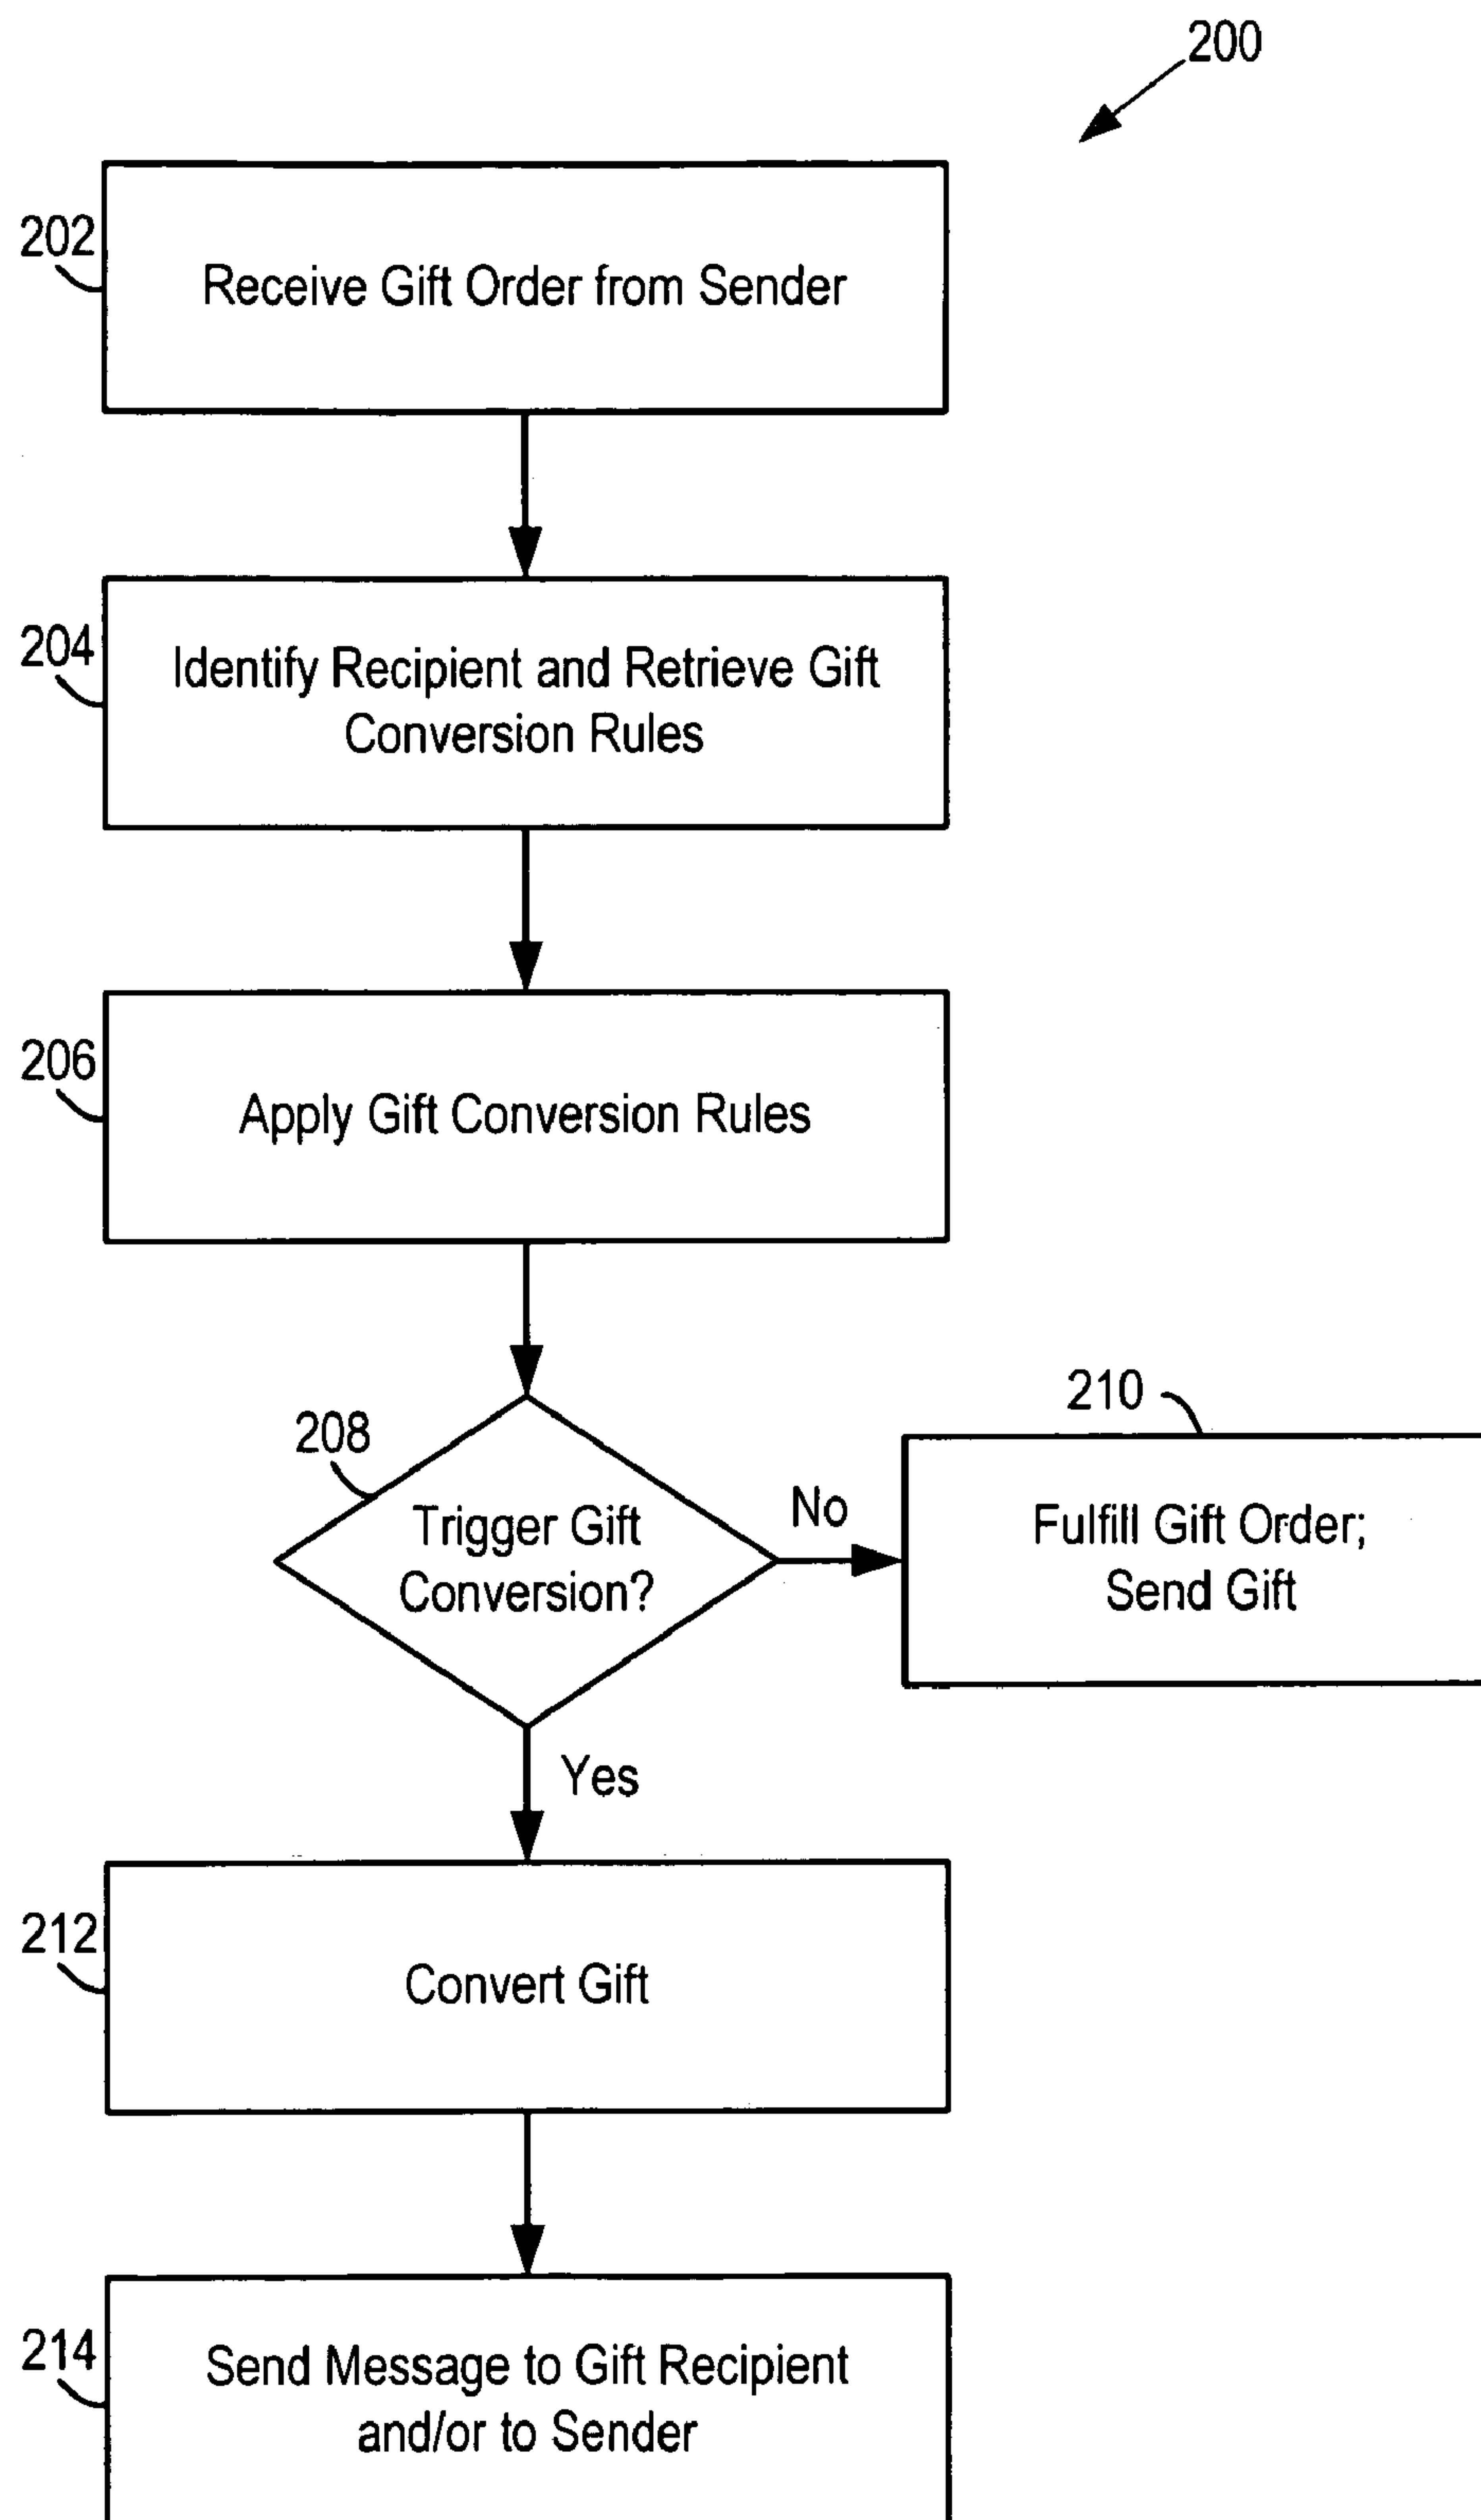 200
202
Receive Gift Order from Sender
204
Identify Recipient and Retrieve Gift
Conversion Rules
206
Apply Gift Conversion Rules
208
Trigger Gift
Conversion?
No
210
Fulfill Gift Order;
Send Gift
Yes
212
Convert Gift
214
Send Message to Gift Recipient
and/or to Sender